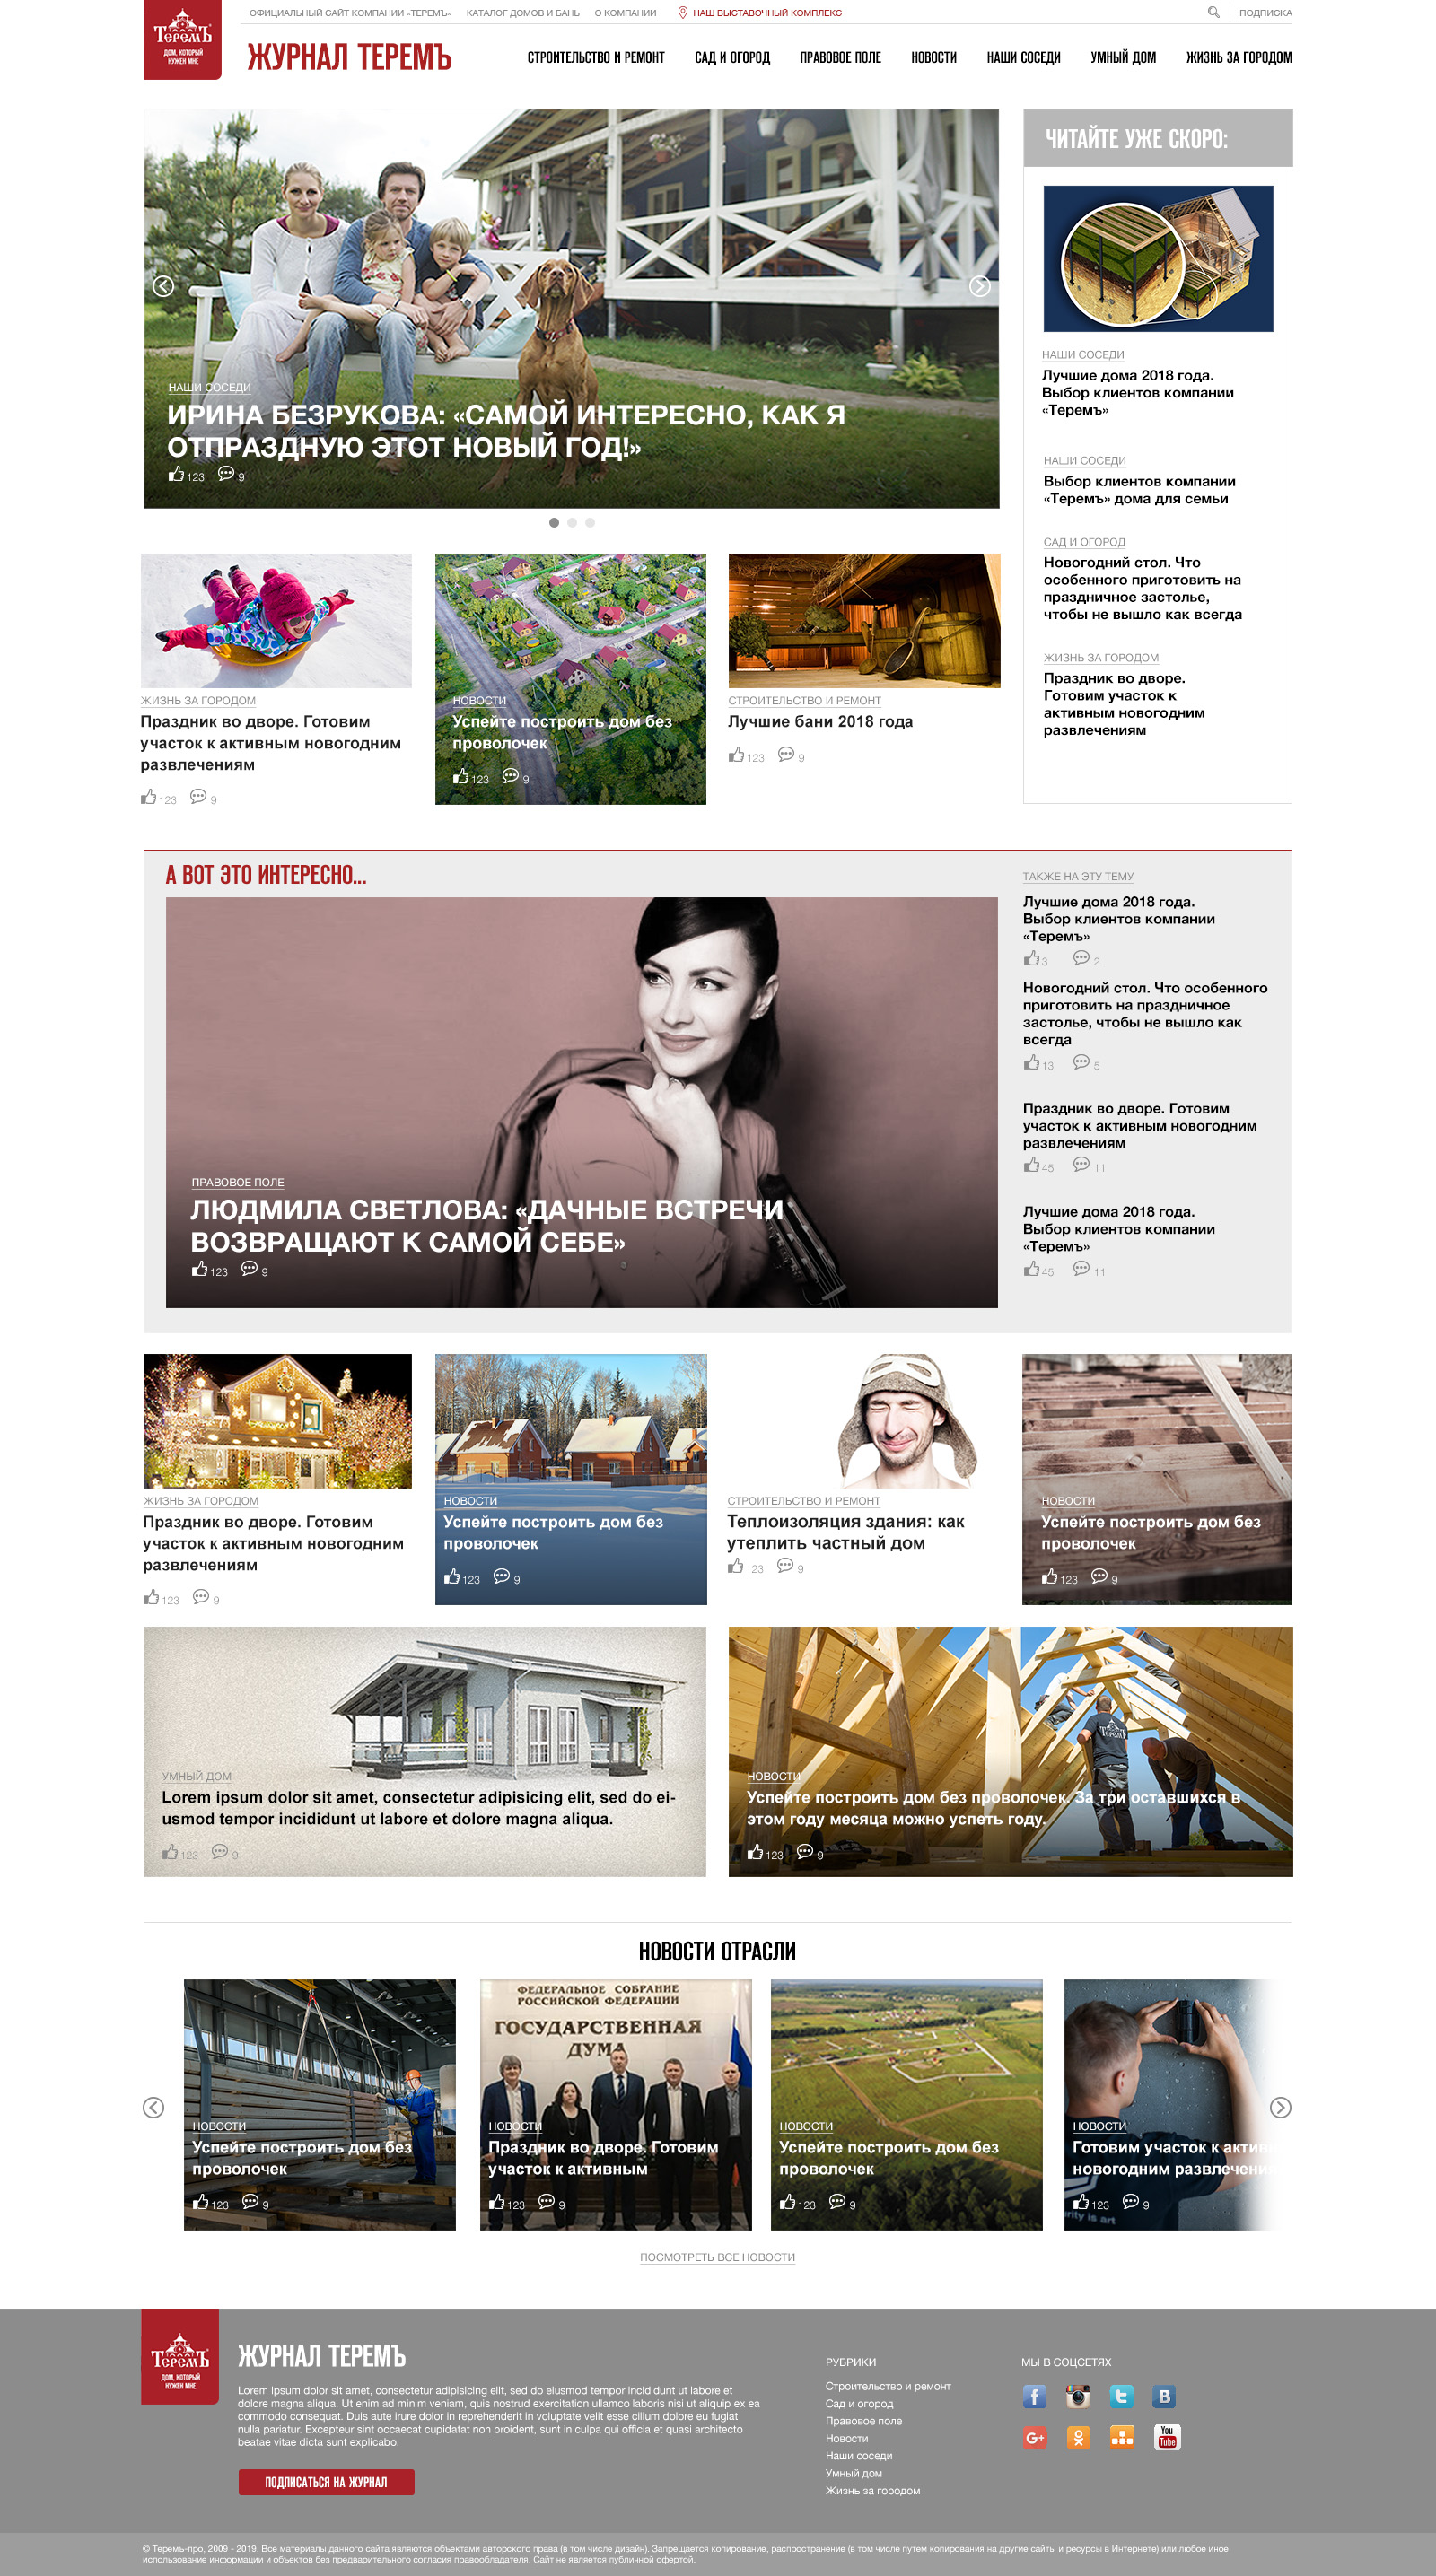 ТеремЪ
ДОМ, КОТОРЫЙ
НУЖЕН МНЕ
ОФИЦИАЛЬНЫЙ САЙТ КОМПАНИИ «ТЕРЕМЪ» КАТАЛОГ ДОМОВ И БАНЬ О КОМПАНИИ НАШ ВЫСТАВОЧНЫЙ КОМПЛЕКС ПОДПИСКА
ЖУРНАЛ ТЕРЕМЪ
СТРОИТЕЛЬСТВО И РЕМОНТ САД И ОГОРОД ПРАВОВОЕ ПОЛЕ НОВОСТИ НАШИ СОСЕДИ УМНЫЙ ДОМ ЖИЗНЬ ЗА ГОРОДОМ
НАШИ СОСЕДИ
ИРИНА БЕЗРУКОВА: «САМОЙ ИНТЕРЕСНО, КАК Я
ОТПРАЗДНУЮ ЭТОТ НОВЫЙ ГОД!»
123 9
ЧИТАЙТЕ УЖЕ СКОРО:
НАШИ СОСЕДИ
Лучшие дома 2018 года.
Выбор клиентов компании
«Теремъ»
НАШИ СОСЕДИ
Выбор клиентов компании
«Теремъ» дома для семьи
САД И ОГОРОД
Новогодний стол. Что
особенного приготовить на
праздничное застолье,
чтобы не вышло как всегда
ЖИЗНЬ ЗА ГОРОДОМ
Праздник во дворе.
Готовим участок к
активным новогодним
развлечениям
ЖИЗНЬ ЗА ГОРОДОМ
Праздник во дворе. Готовим
участок к активным новогодним
развлечениям
123 9
НОВОСТИ
Успейте построить дом без
проволочек
123 9
СТРОИТЕЛЬСТВО И РЕМОНТ
Лучшие бани 2018 года
123 9
А ВОТ ЭТО ИНТЕРЕСНО...
ПРАВОВОЕ ПОЛЕ
ЛЮДМИЛА СВЕТЛОВА: «ДАЧНЫЕ ВСТРЕЧИ
ВОЗВРАЩАЮТ К САМОЙ СЕБЕ»
123 9
ТАКЖЕ НА ЭТУ ТЕМУ
Лучшие дома 2018 года.
Выбор клиентов компании
«Теремъ»
3 2
Новогодний стол. Что особенного
приготовить на праздничное
застолье, чтобы не вышло как
всегда
13 5
Праздник во дворе. Готовим
участок к активным новогодним
развлечениям
45 11
Лучшие дома 2018 года.
Выбор клиентов компании
«Теремъ»
45 11
ЖИЗНЬ ЗА ГОРОДОМ
Праздник во дворе. Готовим
участок к активным новогодним
развлечениям
123 9
НОВОСТИ
Успейте построить дом без
проволочек
123 9
СТРОИТЕЛЬСТВО И РЕМОНТ
Теплоизоляция здания: как
утеплить частный дом
123 9
НОВОСТИ
Успейте построить дом без
проволочек
123 9
УМНЫЙ ДОМ
Lorem ipsum dolor sit amet, consectetur adipisicing elit, sed do ei-
usmod tempor incididunt ut labore et dolore magna aliqua.
123 9
ТеремЪ
НОВОСТИ
Успейте построить дом без проволочек. За три оставшихся в
этом году месяца можно успеть году.
123 9
НОВОСТИ ОТРАСЛИ
НОВОСТИ
Успейте построить дом без
проволочек
123 9
ФЕДЕРАЛЬНОЕ СОБРАНИЕ
РОССИЙСКОЙ ФЕДЕРАЦИИ
ГОСУДАРСТВЕННАЯ
ДУМА
НОВОСТИ
Праздник во дворе. Готовим
участок к активным
123 9
НОВОСТИ
Успейте построить дом без
проволочек
123 9
НОВОСТИ
Готовим участок к актив
новогодним развлечени
123 9
rity is art
ПОСМОТРЕТЬ ВСЕ НОВОСТИ
ТеремЪ
ДОМ, КОТОРЫЙ
НУЖЕН МНЕ
ЖУРНАЛ ТЕРЕМЪ
Lorem ipsum dolor sit amet, consectetur adipisicing elit, sed do eiusmod tempor incididunt ut labore et
dolore magna aliqua. Ut enim ad minim veniam, quis nostrud exercitation ullamco laboris nisi ut aliquip ex ea
commodo consequat. Duis aute irure dolor in reprehenderit in voluptate velit esse cillum dolore eu fugiat
nulla pariatur. Excepteur sint occaecat cupidatat non proident, sunt in culpa qui officia et quasi architecto
beatae vitae dicta sunt explicabo.
ПОДПИСАТЬСЯ НА ЖУРНАЛ
РУБРИКИ
Строительство и ремонт
Сад и огород
Правовое поле
Новости
Наши соседи
Умный дом
Жизнь за городом
МЫ В СОЦСЕТЯХ
f t B
G+ You
Tube
© Теремъ-про, 2009 - 2019. Все материалы данного сайта являются объектами авторского права (в том числе дизайн). Запрещается копирование, распространение (в том числе путем копирования на другие сайты и ресурсы в Интернете) или любое иное
использование информации и объектов без предварительного согласия правообладателя. Сайт не является публичной офертой.